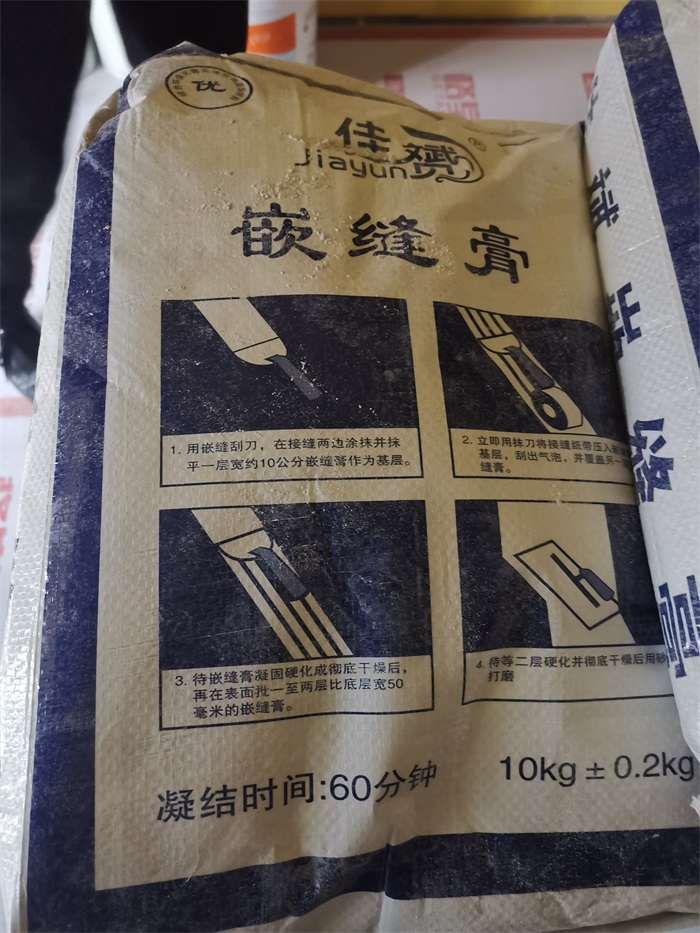 优
佳赟®
Jiayun
嵌缝膏
1. 用嵌缝刮刀，在接缝两边涂抹并抹
平一层宽约10公分嵌缝膏作为基层。
2. 立即用抹刀将接缝纸带压入
基层，刮出气泡，并覆盖
缝膏。
3. 待嵌缝膏凝固硬化成彻底干燥后，
再在表面批一至两层比底层宽50
毫米的嵌缝膏。
4. 待等二层硬化并彻底干燥后用砂
打磨
凝结时间:60分钟
10kg ± 0.2kg